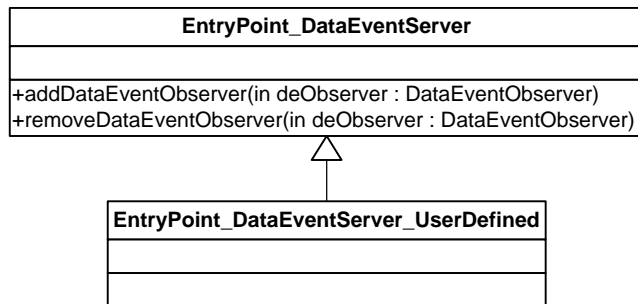 EntryPoint_DataEventServer
+addDataEventObserver(in deObserver : DataEventObserver)
+removeDataEventObserver(in deObserver : DataEventObserver)
EntryPoint_DataEventServer_UserDefined